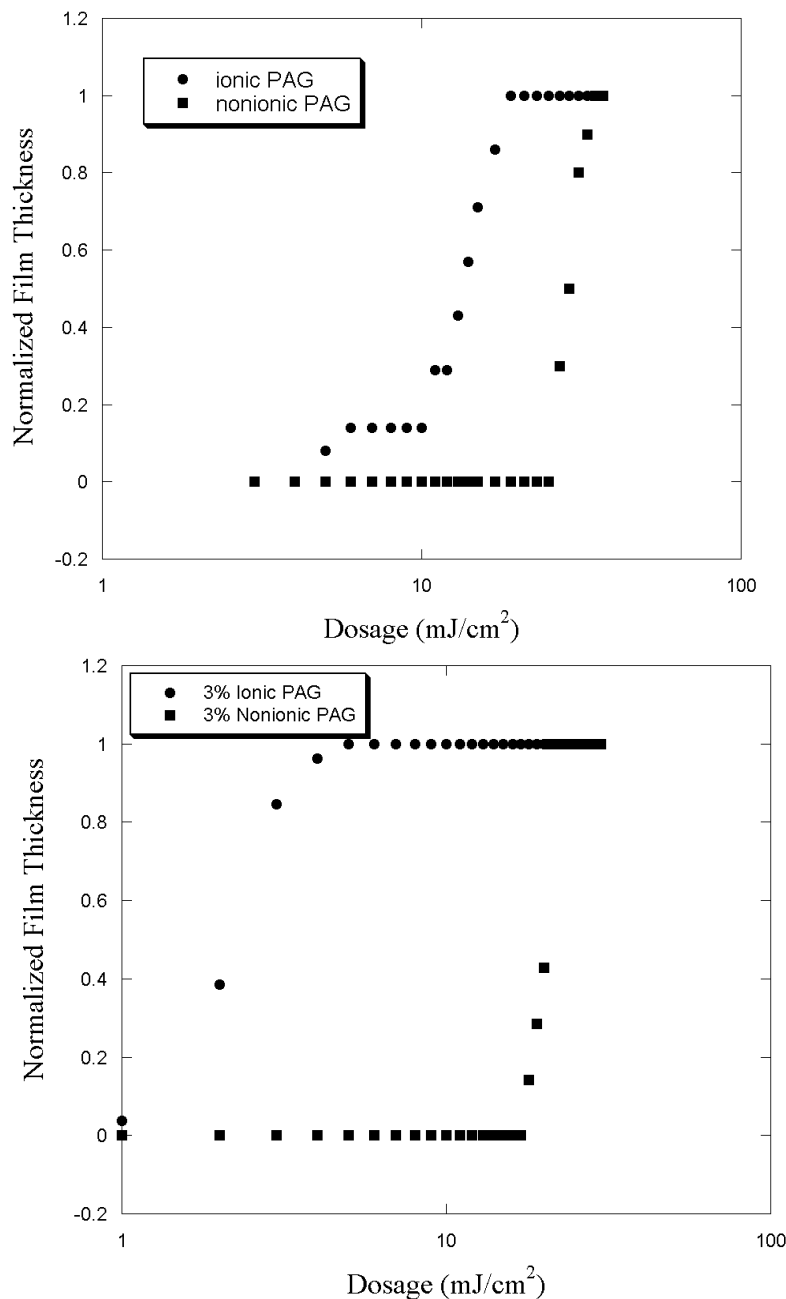 1.2
ionic PAG
nonionic PAG
1
0.8
0.6
0.4
0.2
0
-0.2
Normalized Film Thickness
1
10
100
Dosage (mJ/cm²)
1.2
3% Ionic PAG
3% Nonionic PAG
1
0.8
0.6
0.4
0.2
0
-0.2
Normalized Film Thickness
1
10
100
Dosage (mJ/cm²)